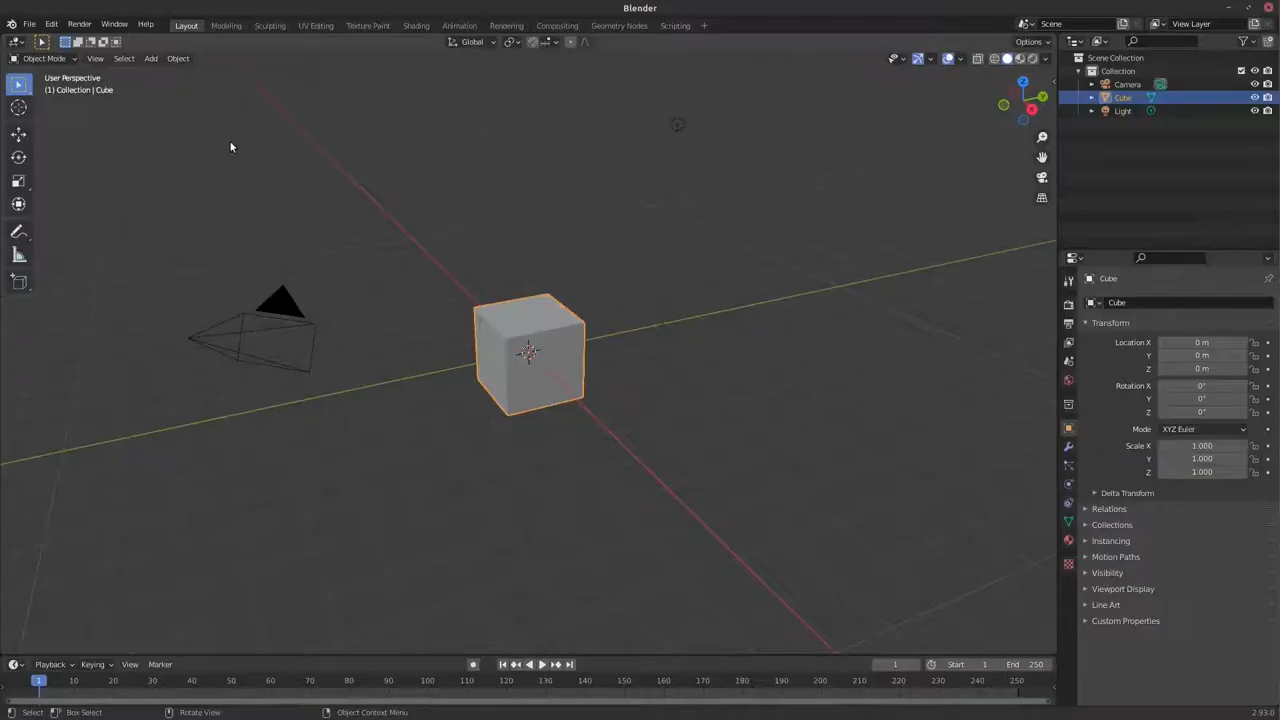 Blender
File Edit Render Window Help
Layout Modeling Sculpting UV Editing Texture Paint Shading Animation Rendering Compositing Geometry Nodes Scripting +
Scene
View Layer
Global
Options
Object Mode View Select Add Object
User Perspective
(1) Collection | Cube
Z
Y
X
Scene Collection
Collection
Camera
Cube
Light
Cube
Cube
Transform
Location X 0 m
Y 0 m
Z 0 m
Rotation X 0°
Y 0°
Z 0°
Mode XYZ Euler
Scale X 1.000
Y 1.000
Z 1.000
Delta Transform
Relations
Collections
Instancing
Motion Paths
Visibility
Viewport Display
Line Art
Custom Properties
Playback Keying View Marker
1
Start 1 End 250
1 10 20 30 40 50 60 70 80 90 100 110 120 130 140 150 160 170 180 190 200 210 220 230 240 250
Select Box Select Rotate View Object Context Menu
2.93.0